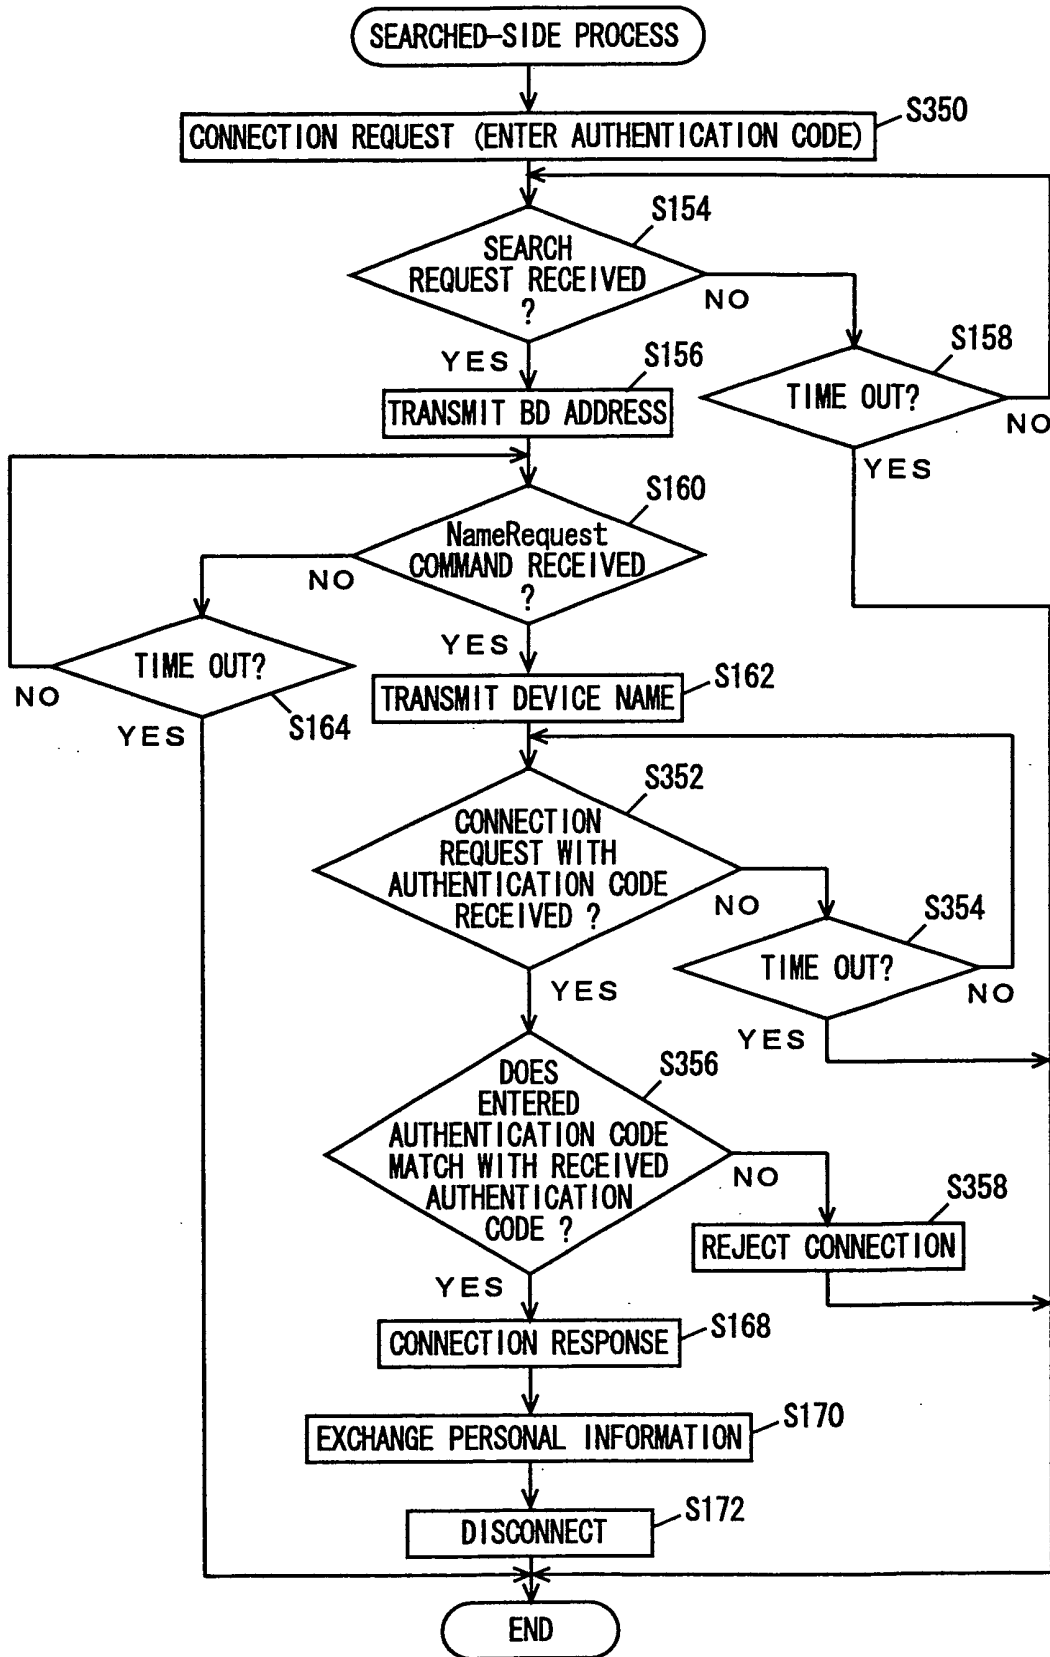 SEARCHED-SIDE PROCESS
S350
CONNECTION REQUEST (ENTER AUTHENTICATION CODE)
S154
SEARCH
REQUEST RECEIVED
?
NO
YES
S156
S158
TRANSMIT BD ADDRESS
TIME OUT?
NO
YES
S160
NameRequest
COMMAND RECEIVED
?
NO
YES
TIME OUT?
NO
S164
YES
S162
TRANSMIT DEVICE NAME
S352
CONNECTION
REQUEST WITH
AUTHENTICATION CODE
RECEIVED ?
NO
S354
TIME OUT?
NO
YES
YES
S356
DOES
ENTERED
AUTHENTICATION CODE
MATCH WITH RECEIVED
AUTHENTICATION
CODE ?
NO
S358
REJECT CONNECTION
YES
S168
CONNECTION RESPONSE
S170
EXCHANGE PERSONAL INFORMATION
S172
DISCONNECT
END